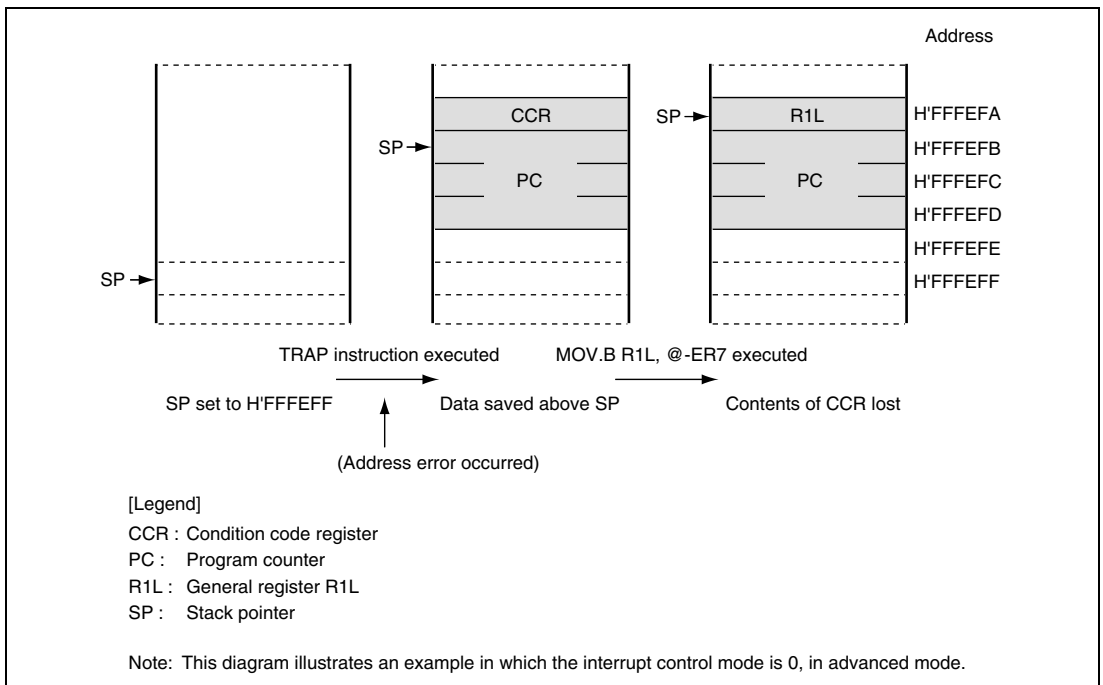 Address
CCR
SP
R1L
H'FFFEFA
SP
H'FFFEFB
PC
PC
H'FFFEFC
H'FFFEFD
H'FFFEFE
SP
H'FFFEFF
TRAP instruction executed
MOV.B R1L, @-ER7 executed
SP set to H'FFFEFF
Data saved above SP
Contents of CCR lost
(Address error occurred)
[Legend]
CCR : Condition code register
PC : Program counter
R1L : General register R1L
SP : Stack pointer
Note: This diagram illustrates an example in which the interrupt control mode is 0, in advanced mode.